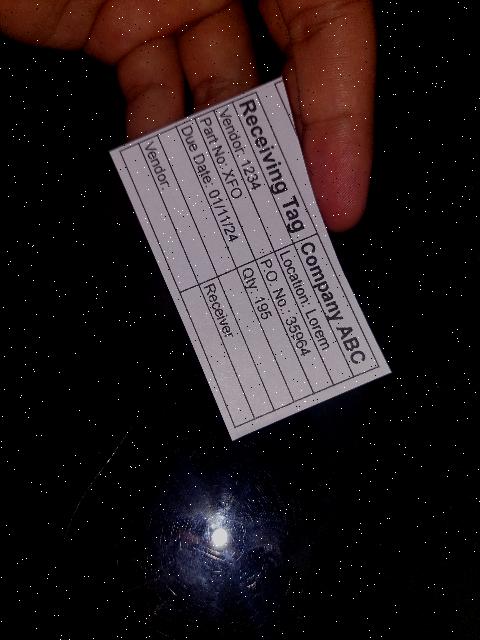 Receiving Tag Company ABC
Vendor: 1234 Location: Lorem
Part No: XFO P.O. No.: 35964
Due Date: 01/11/24 Qty: 195
Vendor Receiver